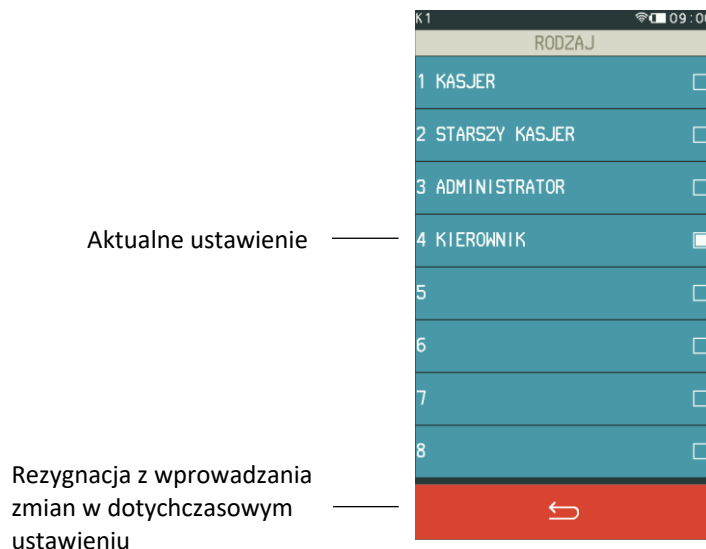 K1 09:00
RODZAJ
1 KASJER
2 STARSZY KASJER
3 ADMINISTRATOR
Aktualne ustawienie
4 KIEROWNIK
5
6
7
8
Rezygnacja z wprowadzania
zmian w dotychczasowym
ustawieniu